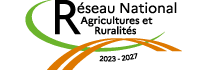 Réseau National
Agricultures et
Ruralités
2023 - 2027